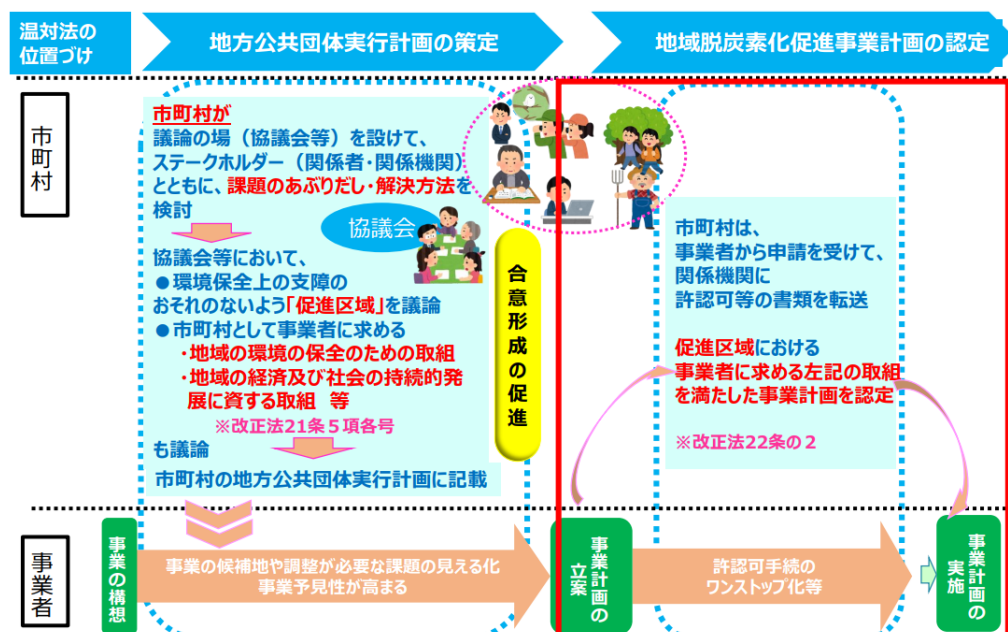 温対法の
位置づけ
地方公共団体実行計画の策定
地域脱炭素化促進事業計画の認定
市町村
市町村が
議論の場（協議会等）を設けて、
ステークホルダー（関係者・関係機関）
とともに、課題のあぶりだし・解決方法を
検討
協議会
協議会等において、
●環境保全上の支障の
おそれのないよう「促進区域」を議論
●市町村として事業者に求める
・地域の環境の保全のための取組
・地域の経済及び社会の持続的発
展に資する取組 等
※改正法21条５項各号
も議論
市町村の地方公共団体実行計画に記載
合意形成の促進
市町村は、
事業者から申請を受けて、
関係機関に
許認可等の書類を転送
促進区域における
事業者に求める左記の取組
を満たした事業計画を認定
※改正法22条の２
事業者
事業の構想
事業の候補地や調整が必要な課題の見える化
事業予見性が高まる
事業計画の
立案
許認可手続の
ワンストップ化等
事業計画の
実施